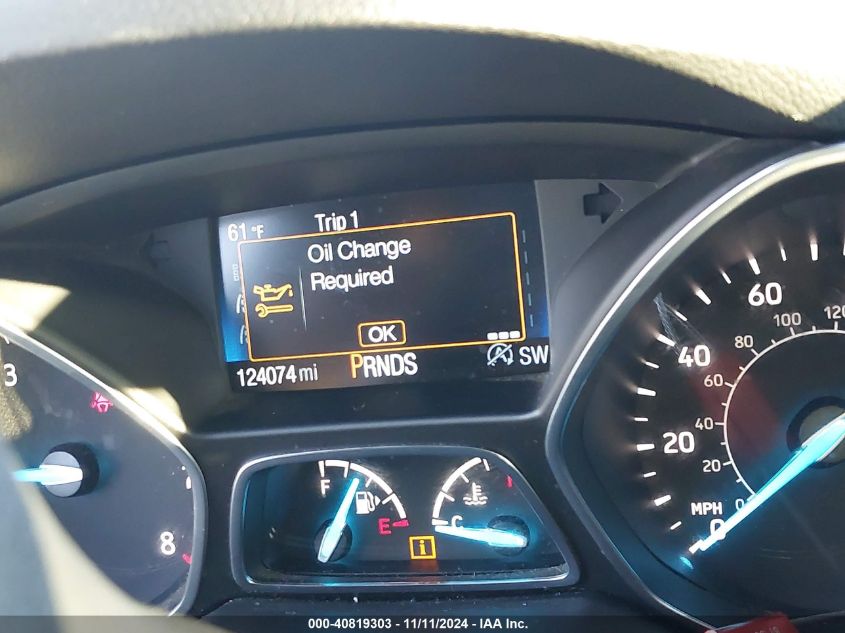 61°F Trip 1
Oil Change
Required
OK
124074 mi PRNDS SW
3
8
F
E
C
i
60
40
20
0
MPH
120
100
80
60
40
20
0
000-40819303 - 11/11/2024 - IAA Inc.